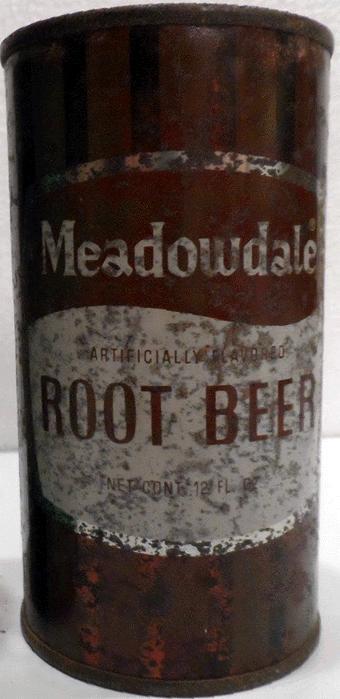 Meadowdale
ARTIFICIALLY FLAVORED
ROOT BEER
NET CONT. 12 FL. OZ.